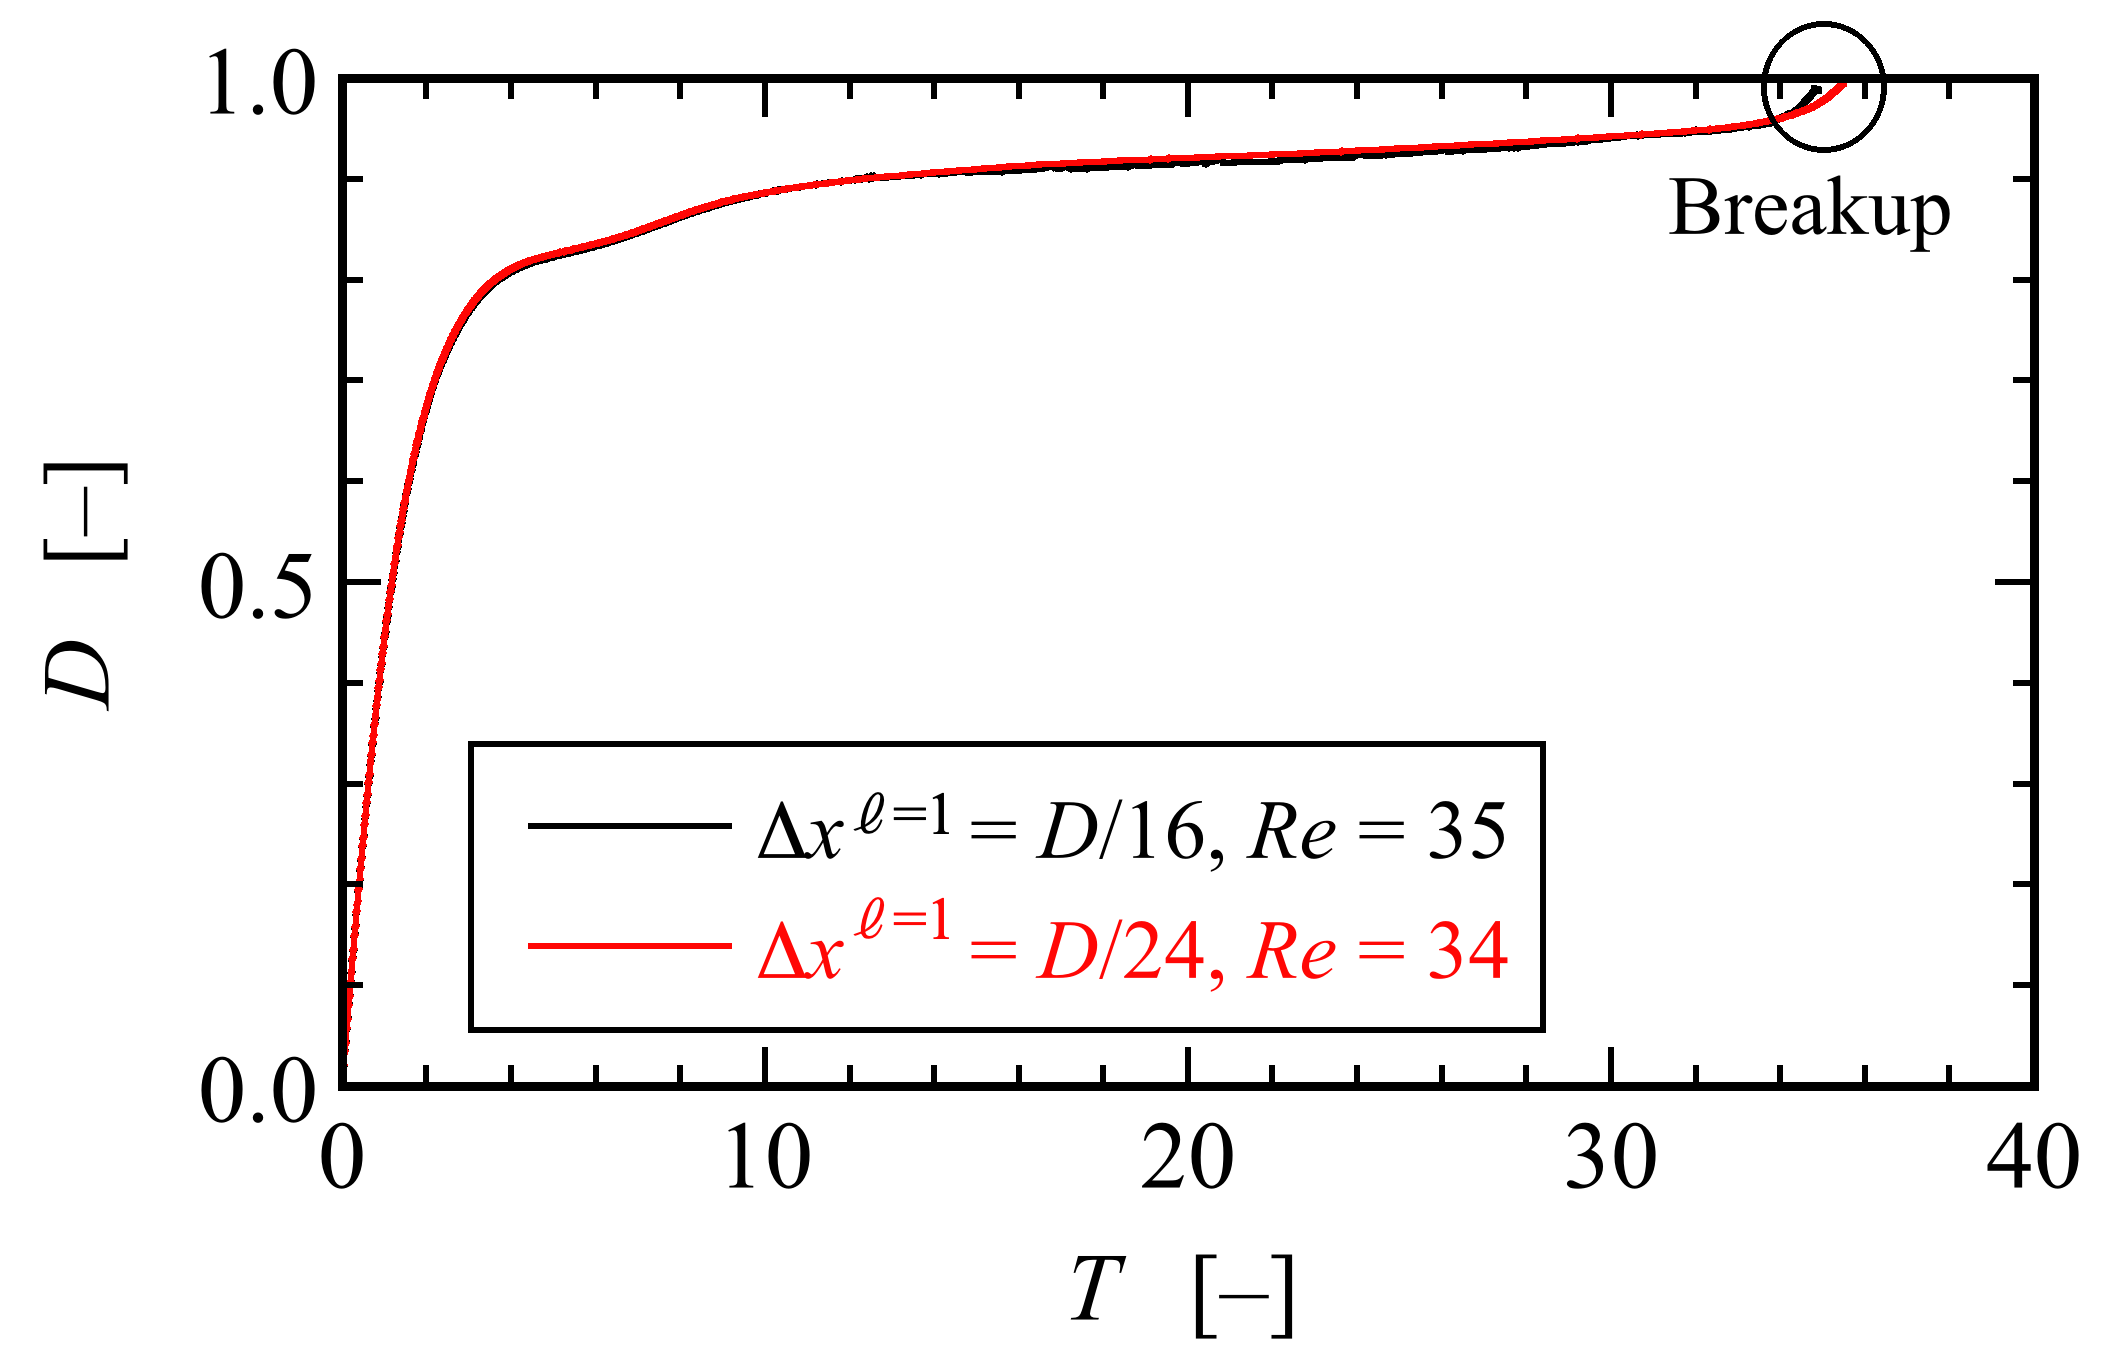 1.0
Breakup
D [–]
0.5
Δx^ℓ=1 = D/16, Re = 35
Δx^ℓ=1 = D/24, Re = 34
0.0
0 10 20 30 40
T [–]